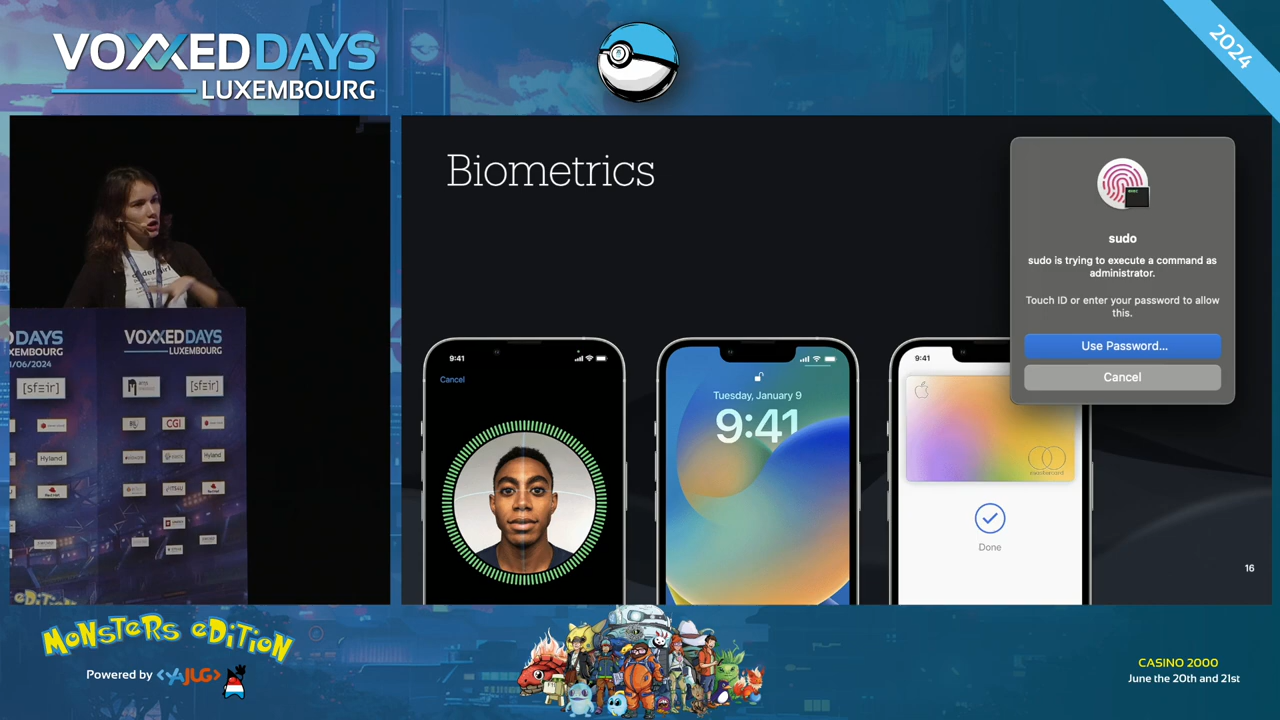 VOXXEDDAYS
LUXEMBOURG
2024
DAYS
XEMBOURG
/06/2024
[sfeir]
Hyland
VOXXEDDAYS
LUXEMBOURG
[sfeir]
CGI
Hyland
Biometrics
sudo
sudo is trying to execute a command as
administrator.
Touch ID or enter your password to allow
this.
Use Password...
Cancel
9:41
Cancel
Tuesday, January 9
9:41
9:41
Done
16
MONSTERS EDITION
Powered by <YAJUG>
CASINO 2000
June the 20th and 21st